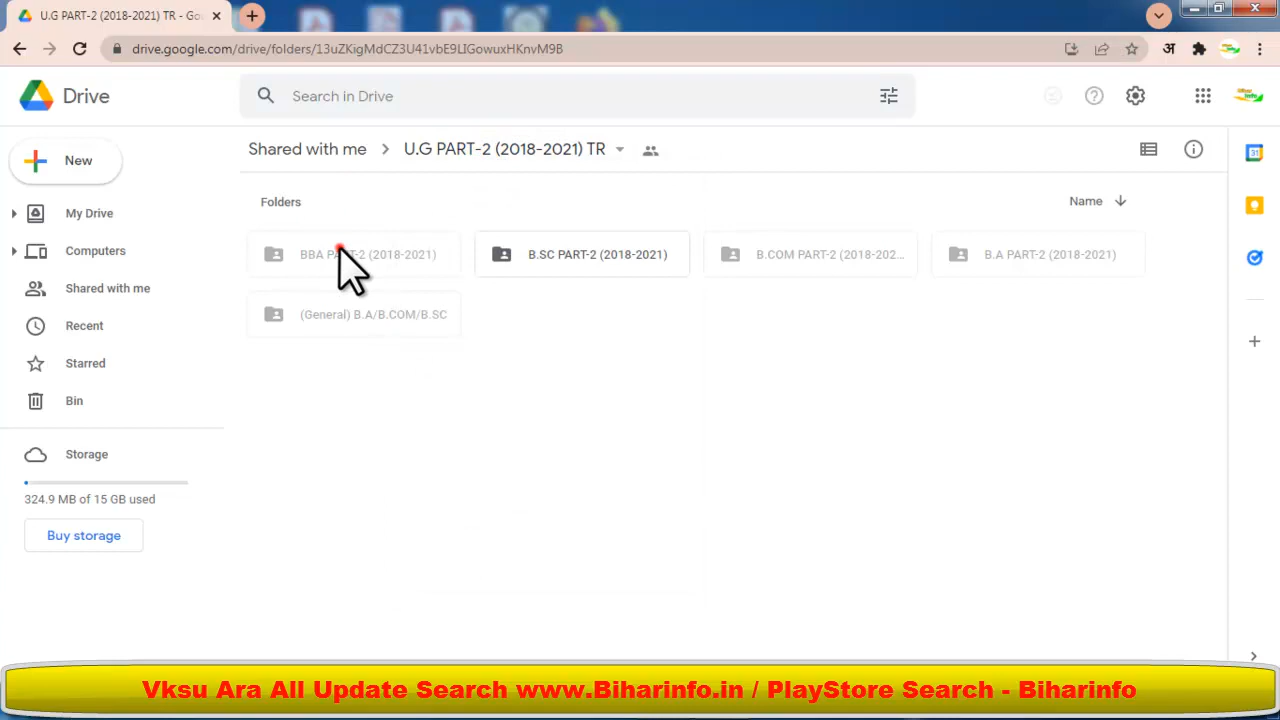 U.G PART-2 (2018-2021) TR - Go
drive.google.com/drive/folders/13uZKigMdCZ3U41vbE9LIGowuxHKnvM9B
अ
Drive
Search in Drive
New
Shared with me > U.G PART-2 (2018-2021) TR
My Drive
Computers
Shared with me
Recent
Starred
Bin
Storage
324.9 MB of 15 GB used
Buy storage
Folders
Name
BBA PART-2 (2018-2021)
B.SC PART-2 (2018-2021)
B.COM PART-2 (2018-202...
B.A PART-2 (2018-2021)
(General) B.A/B.COM/B.SC
31
Vksu Ara All Update Search www.Biharinfo.in / PlayStore Search - Biharinfo